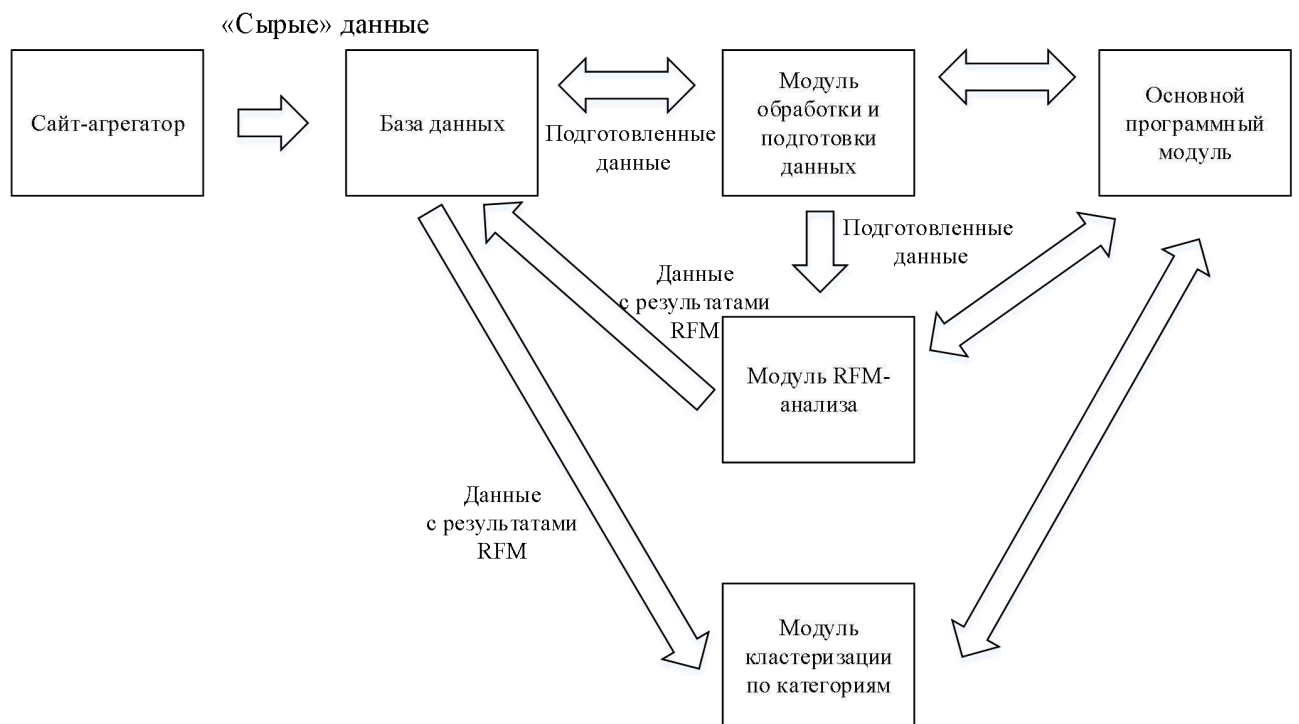 «Сырые» данные
Сайт-агрегатор
База данных
Подготовленные
данные
Модуль
обработки и
подготовки
данных
Основной
программный
модуль
Подготовленные
данные
Данные
с результатами
RFM
Модуль RFM-
анализа
Данные
с результатами
RFM
Модуль
кластеризации
по категориям